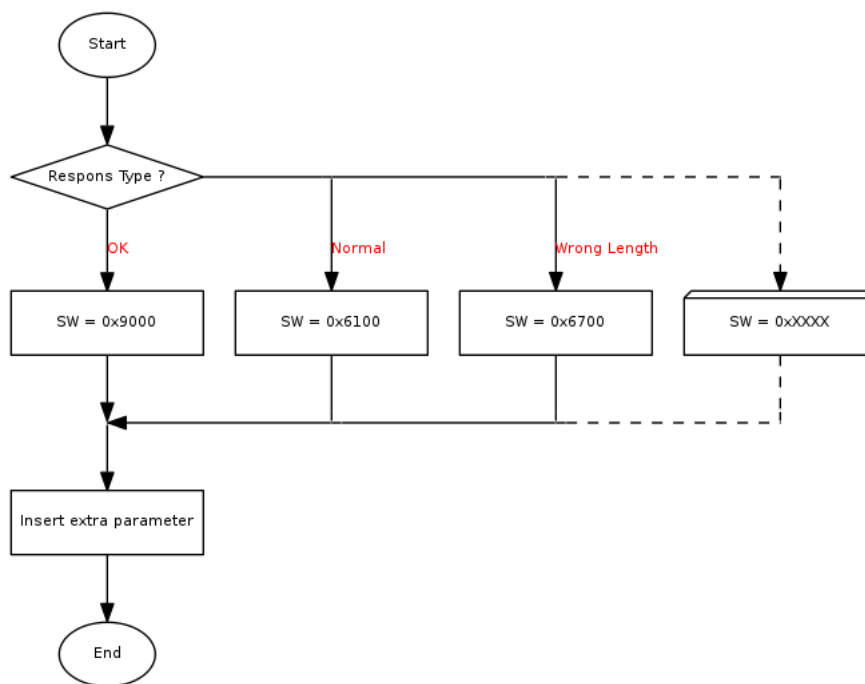 Start
Respons Type ?
OK
Normal
Wrong Length
SW = 0x9000
SW = 0x6100
SW = 0x6700
SW = 0xXXXX
Insert extra parameter
End